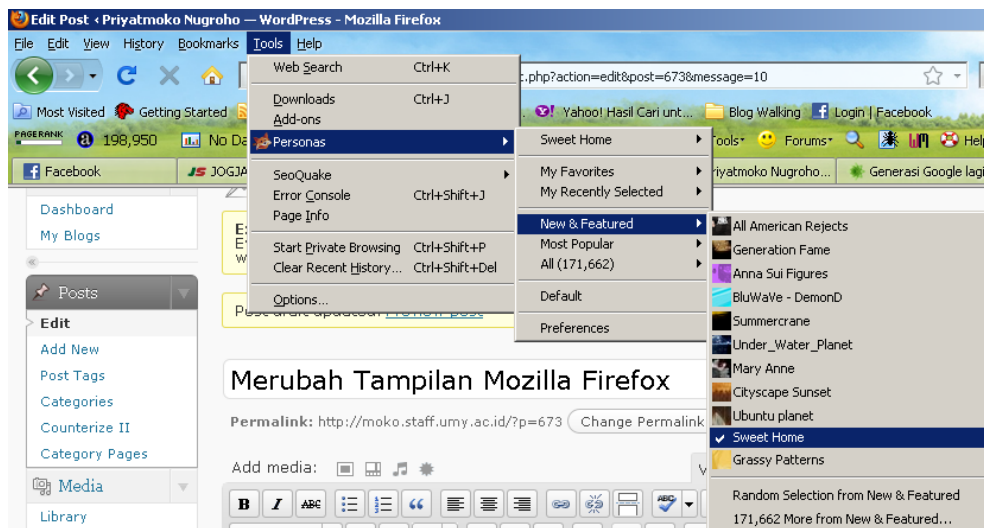 Edit Post ‹ Priyatmoko Nugroho — WordPress - Mozilla Firefox
File Edit View History Bookmarks Tools Help
.php?action=edit&post=673&message=10
Most Visited Getting Started
Yahoo! Hasil Cari unt... Blog Walking Login | Facebook
PAGERANK 198,950 No Da
Tools Forums Help
Facebook JS JOGJA
riyatmoko Nugroho... Generasi Google lagi
Web Search Ctrl+K
Downloads Ctrl+J
Add-ons
Personas
SeoQuake
Error Console Ctrl+Shift+J
Page Info
Start Private Browsing Ctrl+Shift+P
Clear Recent History... Ctrl+Shift+Del
Options...
Sweet Home
My Favorites
My Recently Selected
New & Featured
Most Popular
All (171,662)
Default
Preferences
All American Rejects
Generation Fame
Anna Sui Figures
BluWaVe - DemonD
Summercrane
Under_Water_Planet
Mary Anne
Cityscape Sunset
Ubuntu planet
Sweet Home
Grassy Patterns
Random Selection from New & Featured
171,662 More from New & Featured...
Dashboard
My Blogs
Posts
Edit
Add New
Post Tags
Categories
Counterize II
Category Pages
Media
Library
Post draft updated. Preview post
Merubah Tampilan Mozilla Firefox
Permalink: http://moko.staff.umy.ac.id/?p=673 Change Permalink
Add media:
B I ABC ABC